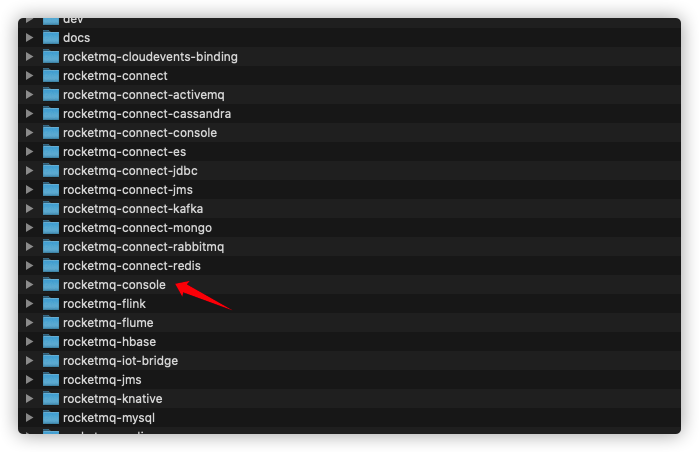 dev
docs
rocketmq-cloudevents-binding
rocketmq-connect
rocketmq-connect-activemq
rocketmq-connect-cassandra
rocketmq-connect-console
rocketmq-connect-es
rocketmq-connect-jdbc
rocketmq-connect-jms
rocketmq-connect-kafka
rocketmq-connect-mongo
rocketmq-connect-rabbitmq
rocketmq-connect-redis
rocketmq-console
rocketmq-flink
rocketmq-flume
rocketmq-hbase
rocketmq-iot-bridge
rocketmq-jms
rocketmq-knative
rocketmq-mysql